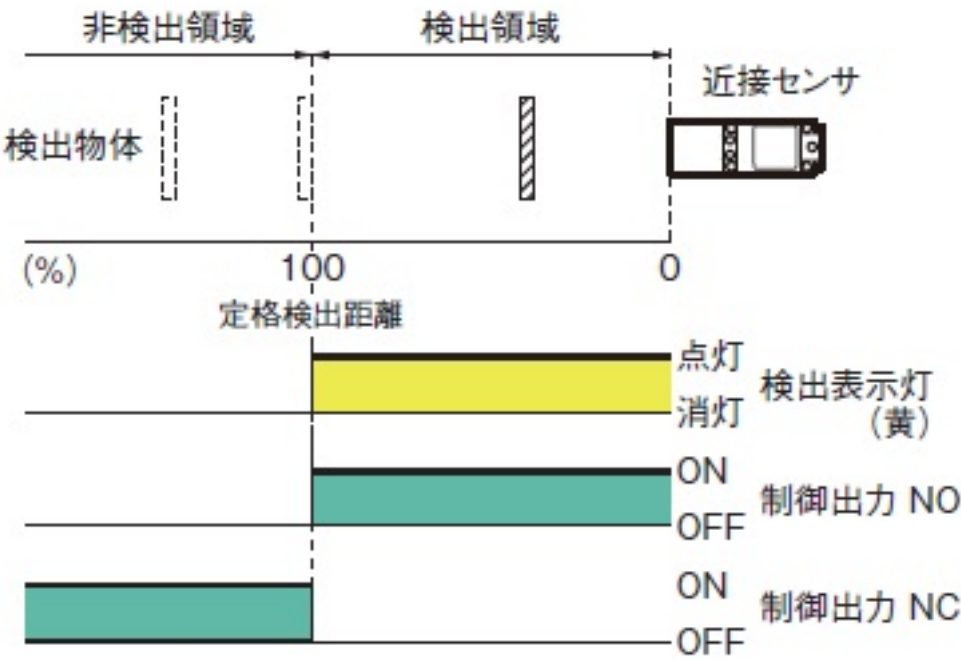 非検出領域
検出領域
近接センサ
検出物体
(%)
100
0
定格検出距離
点灯
消灯
検出表示灯
(黄)
ON
OFF
制御出力 NO
ON
OFF
制御出力 NC